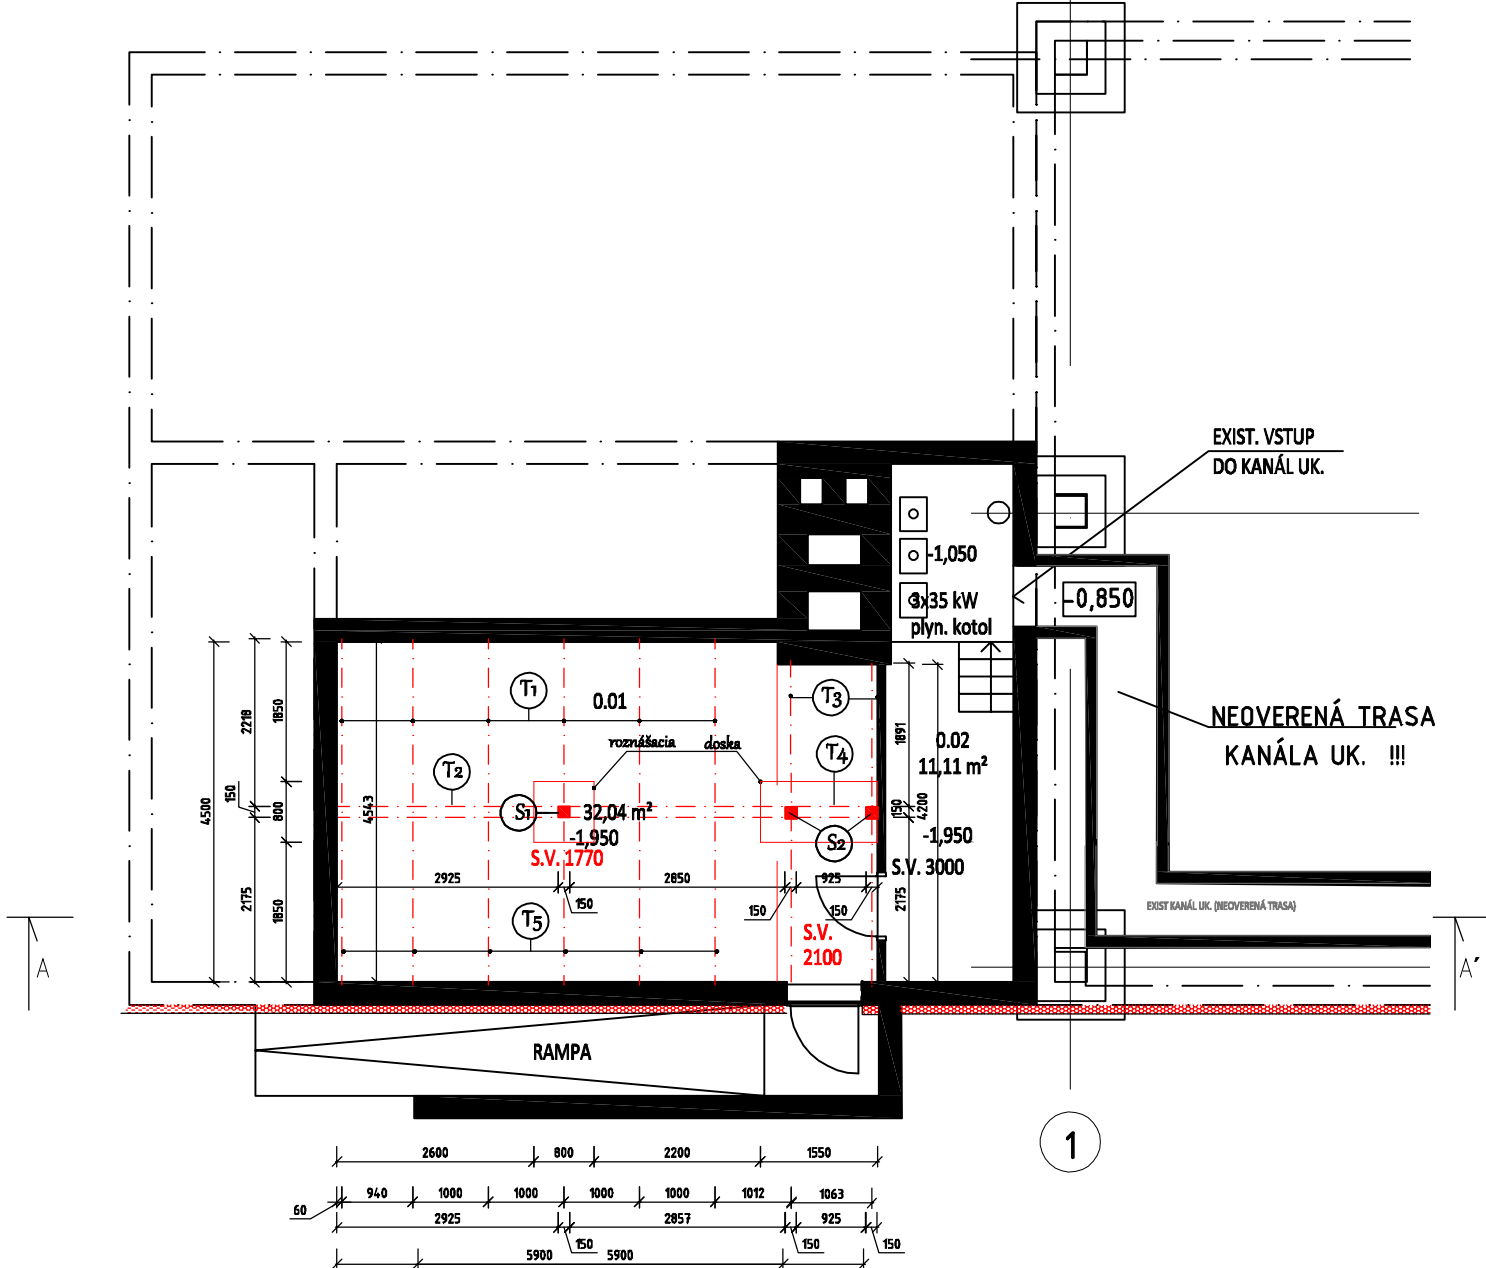 EXIST. VSTUP
DO KANÁL UK.
-1,050
3x35 kW
plyn. kotol
-0,850
NEOVERENÁ TRASA
KANÁLA UK. !!!
T1
0.01
T3
roznášacia doska
T2
T4
0.02
11,11 m²
S1
32,04 m²
-1,950
S2
-1,950
S.V. 1770
S.V. 3000
4500
2218
150
2175
1850
800
1850
4543
1891
150
4200
2175
2925
2850
925
150
150
150
T5
S.V.
2100
EXIST KANÁL UK. (NEOVERENÁ TRASA)
A
A´
RAMPA
1
2600
800
2200
1550
60
940
1000
1000
1000
1000
1012
1063
2925
2857
925
150
150
150
5900
5900